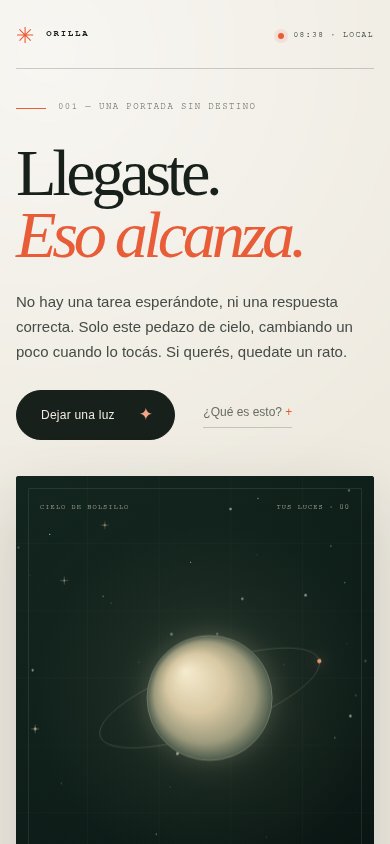 ORILLA
08:38 · LOCAL
001 — UNA PORTADA SIN DESTINO
Llegaste.
Eso alcanza.
No hay una tarea esperándote, ni una respuesta
correcta. Solo este pedazo de cielo, cambiando un
poco cuando lo tocás. Si querés, quedate un rato.
Dejar una luz
¿Qué es esto? +
CIELO DE BOLSILLO
TUS LUCES · 00